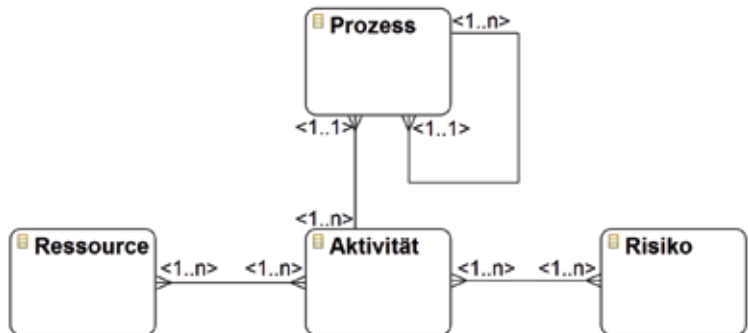 Prozess <1..n>
<1..1> <1..1>
<1..n>
Ressource <1..n> <1..n> Aktivität <1..n> <1..n> Risiko